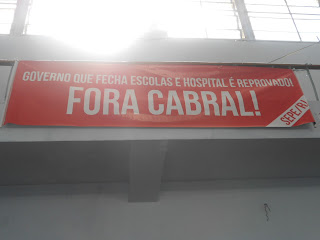 GOVERNO QUE FECHA ESCOLAS E HOSPITAL É REPROVADO!
FORA CABRAL!
SEPE/RJ